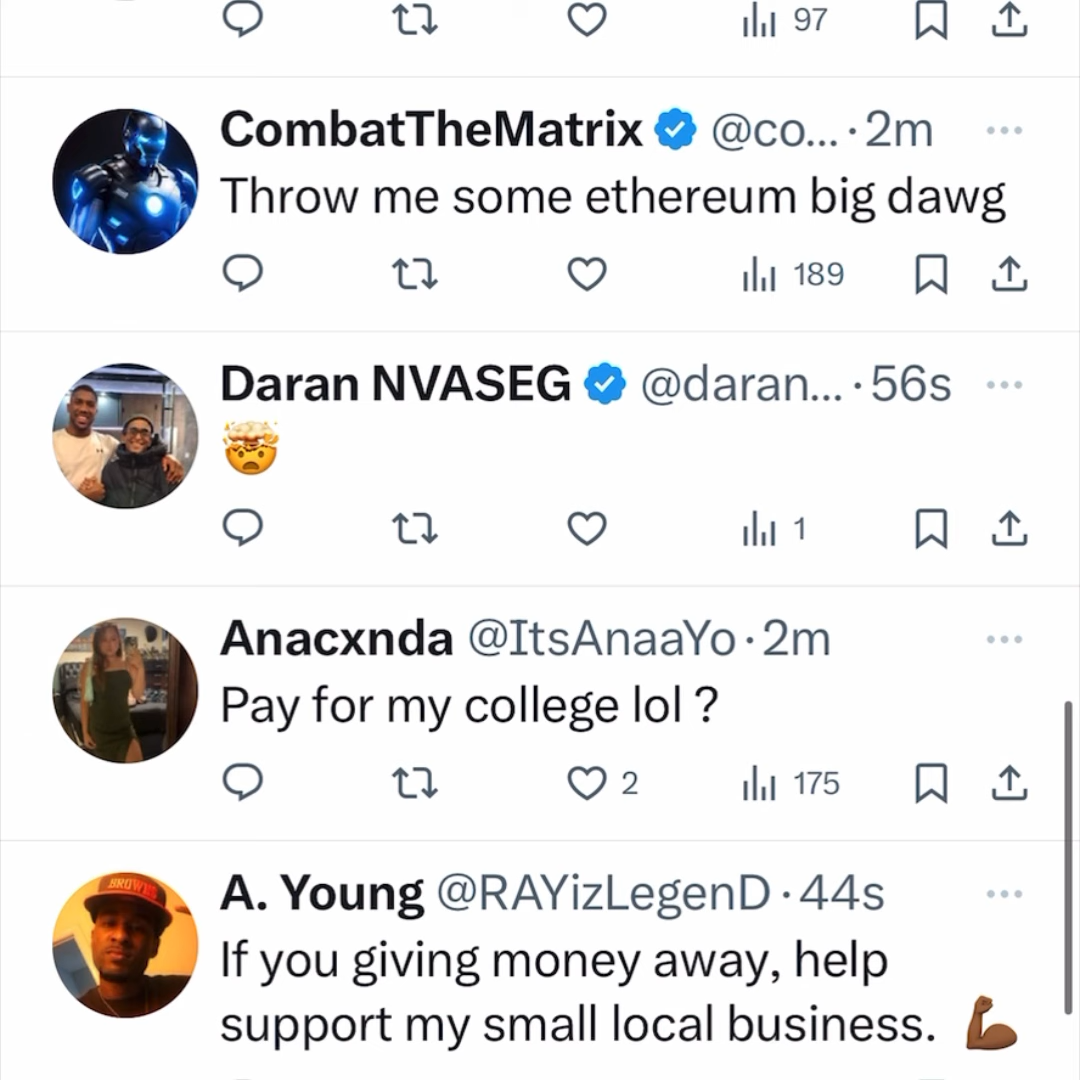 97
CombatTheMatrix @co... · 2m
Throw me some ethereum big dawg
189
Daran NVASEG @daran... · 56s
🤯
1
Anacxnda @ItsAnaaYo · 2m
Pay for my college lol ?
2 175
BROWNS
A. Young @RAYizLegenD · 44s
If you giving money away, help
support my small local business. 💪🏾